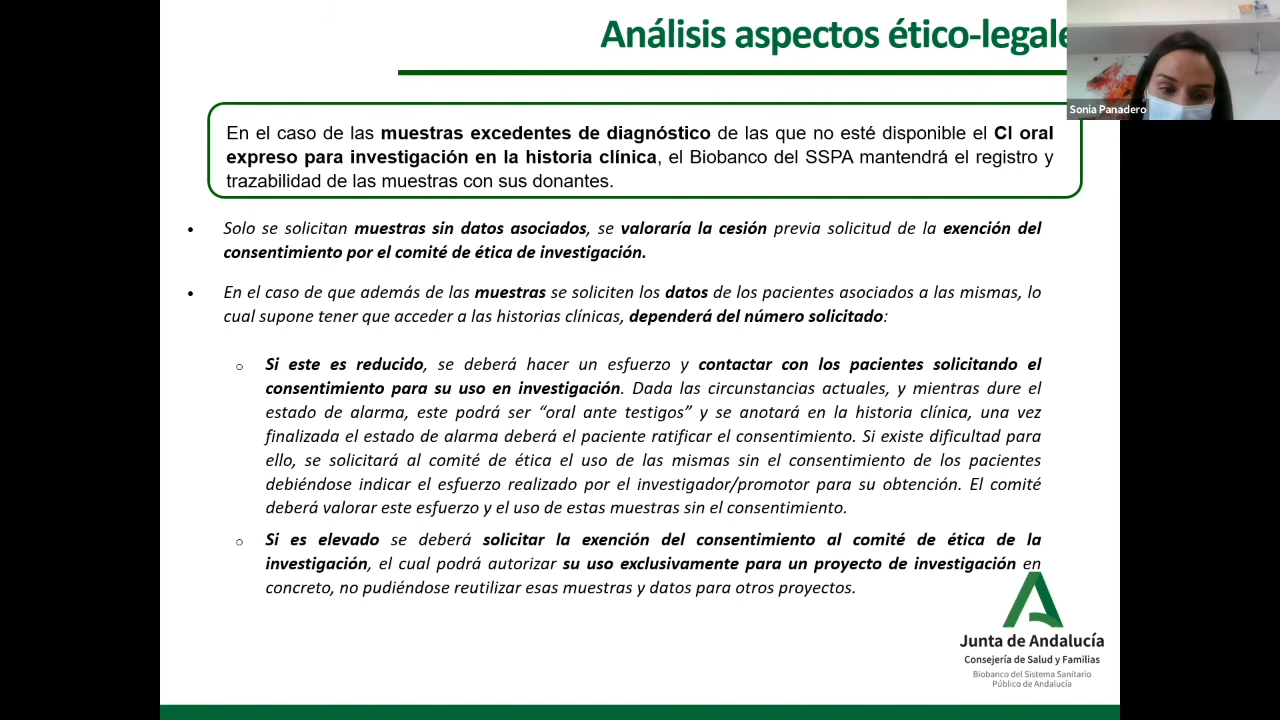 Análisis aspectos ético-legale
Sonia Panadero
En el caso de las muestras excedentes de diagnóstico de las que no esté disponible el CI oral
expreso para investigación en la historia clínica, el Biobanco del SSPA mantendrá el registro y
trazabilidad de las muestras con sus donantes.
• Solo se solicitan muestras sin datos asociados, se valoraría la cesión previa solicitud de la exención del
consentimiento por el comité de ética de investigación.
• En el caso de que además de las muestras se soliciten los datos de los pacientes asociados a las mismas, lo
cual supone tener que acceder a las historias clínicas, dependerá del número solicitado:
o Si este es reducido, se deberá hacer un esfuerzo y contactar con los pacientes solicitando el
consentimiento para su uso en investigación. Dada las circunstancias actuales, y mientras dure el
estado de alarma, este podrá ser “oral ante testigos” y se anotará en la historia clínica, una vez
finalizada el estado de alarma deberá el paciente ratificar el consentimiento. Si existe dificultad para
ello, se solicitará al comité de ética el uso de las mismas sin el consentimiento de los pacientes
debiéndose indicar el esfuerzo realizado por el investigador/promotor para su obtención. El comité
deberá valorar este esfuerzo y el uso de estas muestras sin el consentimiento.
o Si es elevado se deberá solicitar la exención del consentimiento al comité de ética de la
investigación, el cual podrá autorizar su uso exclusivamente para un proyecto de investigación en
concreto, no pudiéndose reutilizar esas muestras y datos para otros proyectos.
Junta de Andalucía
Consejería de Salud y Familias
Biobanco del Sistema Sanitario
Público de Andalucía